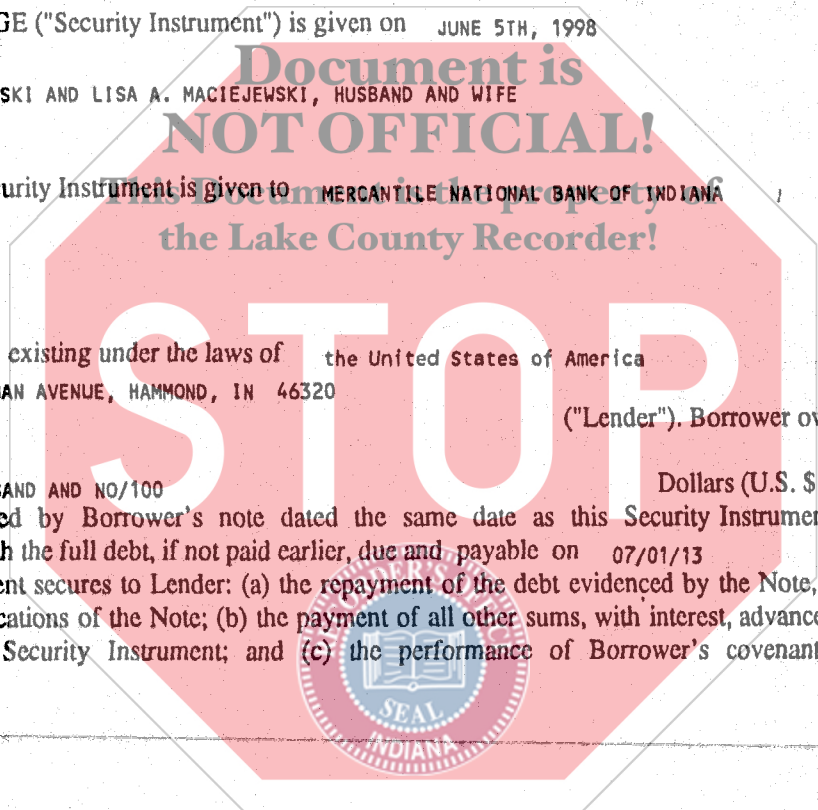 GE ("Security Instrument") is given on JUNE 5TH, 1998
Document is
SKI AND LISA A. MACIEJEWSKI, HUSBAND AND WIFE
NOT OFFICIAL!
urity Instrument is given to MERCANTILE NATIONAL BANK OF INDIANA ,
This Document is the property of
the Lake County Recorder!
STOP
existing under the laws of the United States of America
AN AVENUE, HAMMOND, IN 46320
("Lender"). Borrower ov
SAND AND NO/100 Dollars (U.S. $
ed by Borrower's note dated the same date as this Security Instrumen
h the full debt, if not paid earlier, due and payable on 07/01/13
ent secures to Lender: (a) the repayment of the debt evidenced by the Note,
cations of the Note; (b) the payment of all other sums, with interest, advance
Security Instrument; and (c) the performance of Borrower's covenant
SEAL
INDIANA